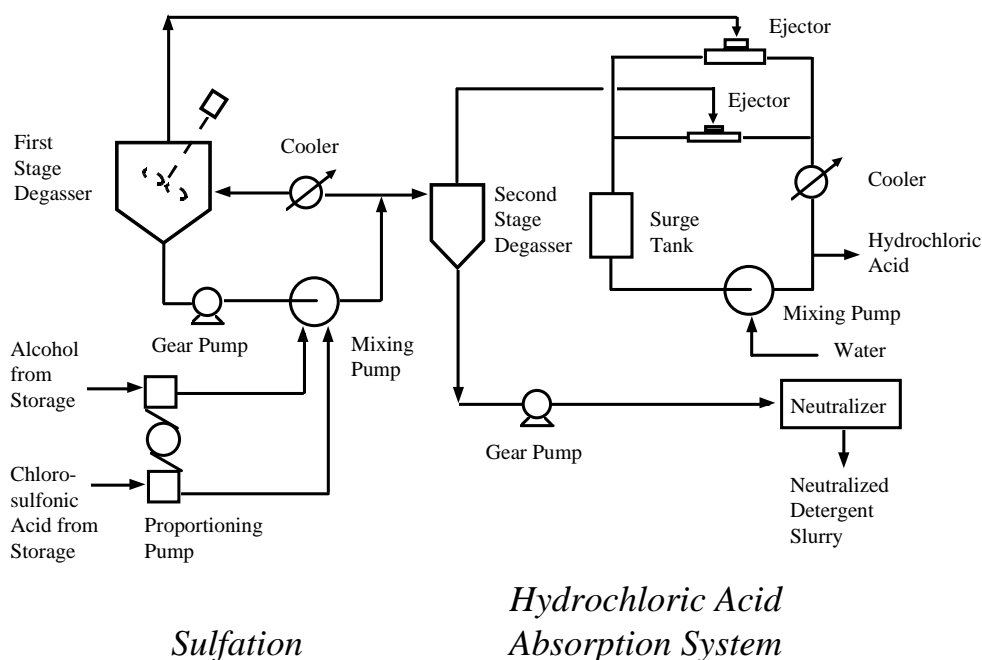 Ejector
Ejector
First
Stage
Degasser
Cooler
Second
Stage
Degasser
Surge
Tank
Cooler
Hydrochloric
Acid
Mixing Pump
Water
Gear Pump
Mixing
Pump
Alcohol
from
Storage
Chloro-
sulfonic
Acid from
Storage
Proportioning
Pump
Gear Pump
Neutralizer
Neutralized
Detergent
Slurry
Sulfation
Hydrochloric Acid
Absorption System